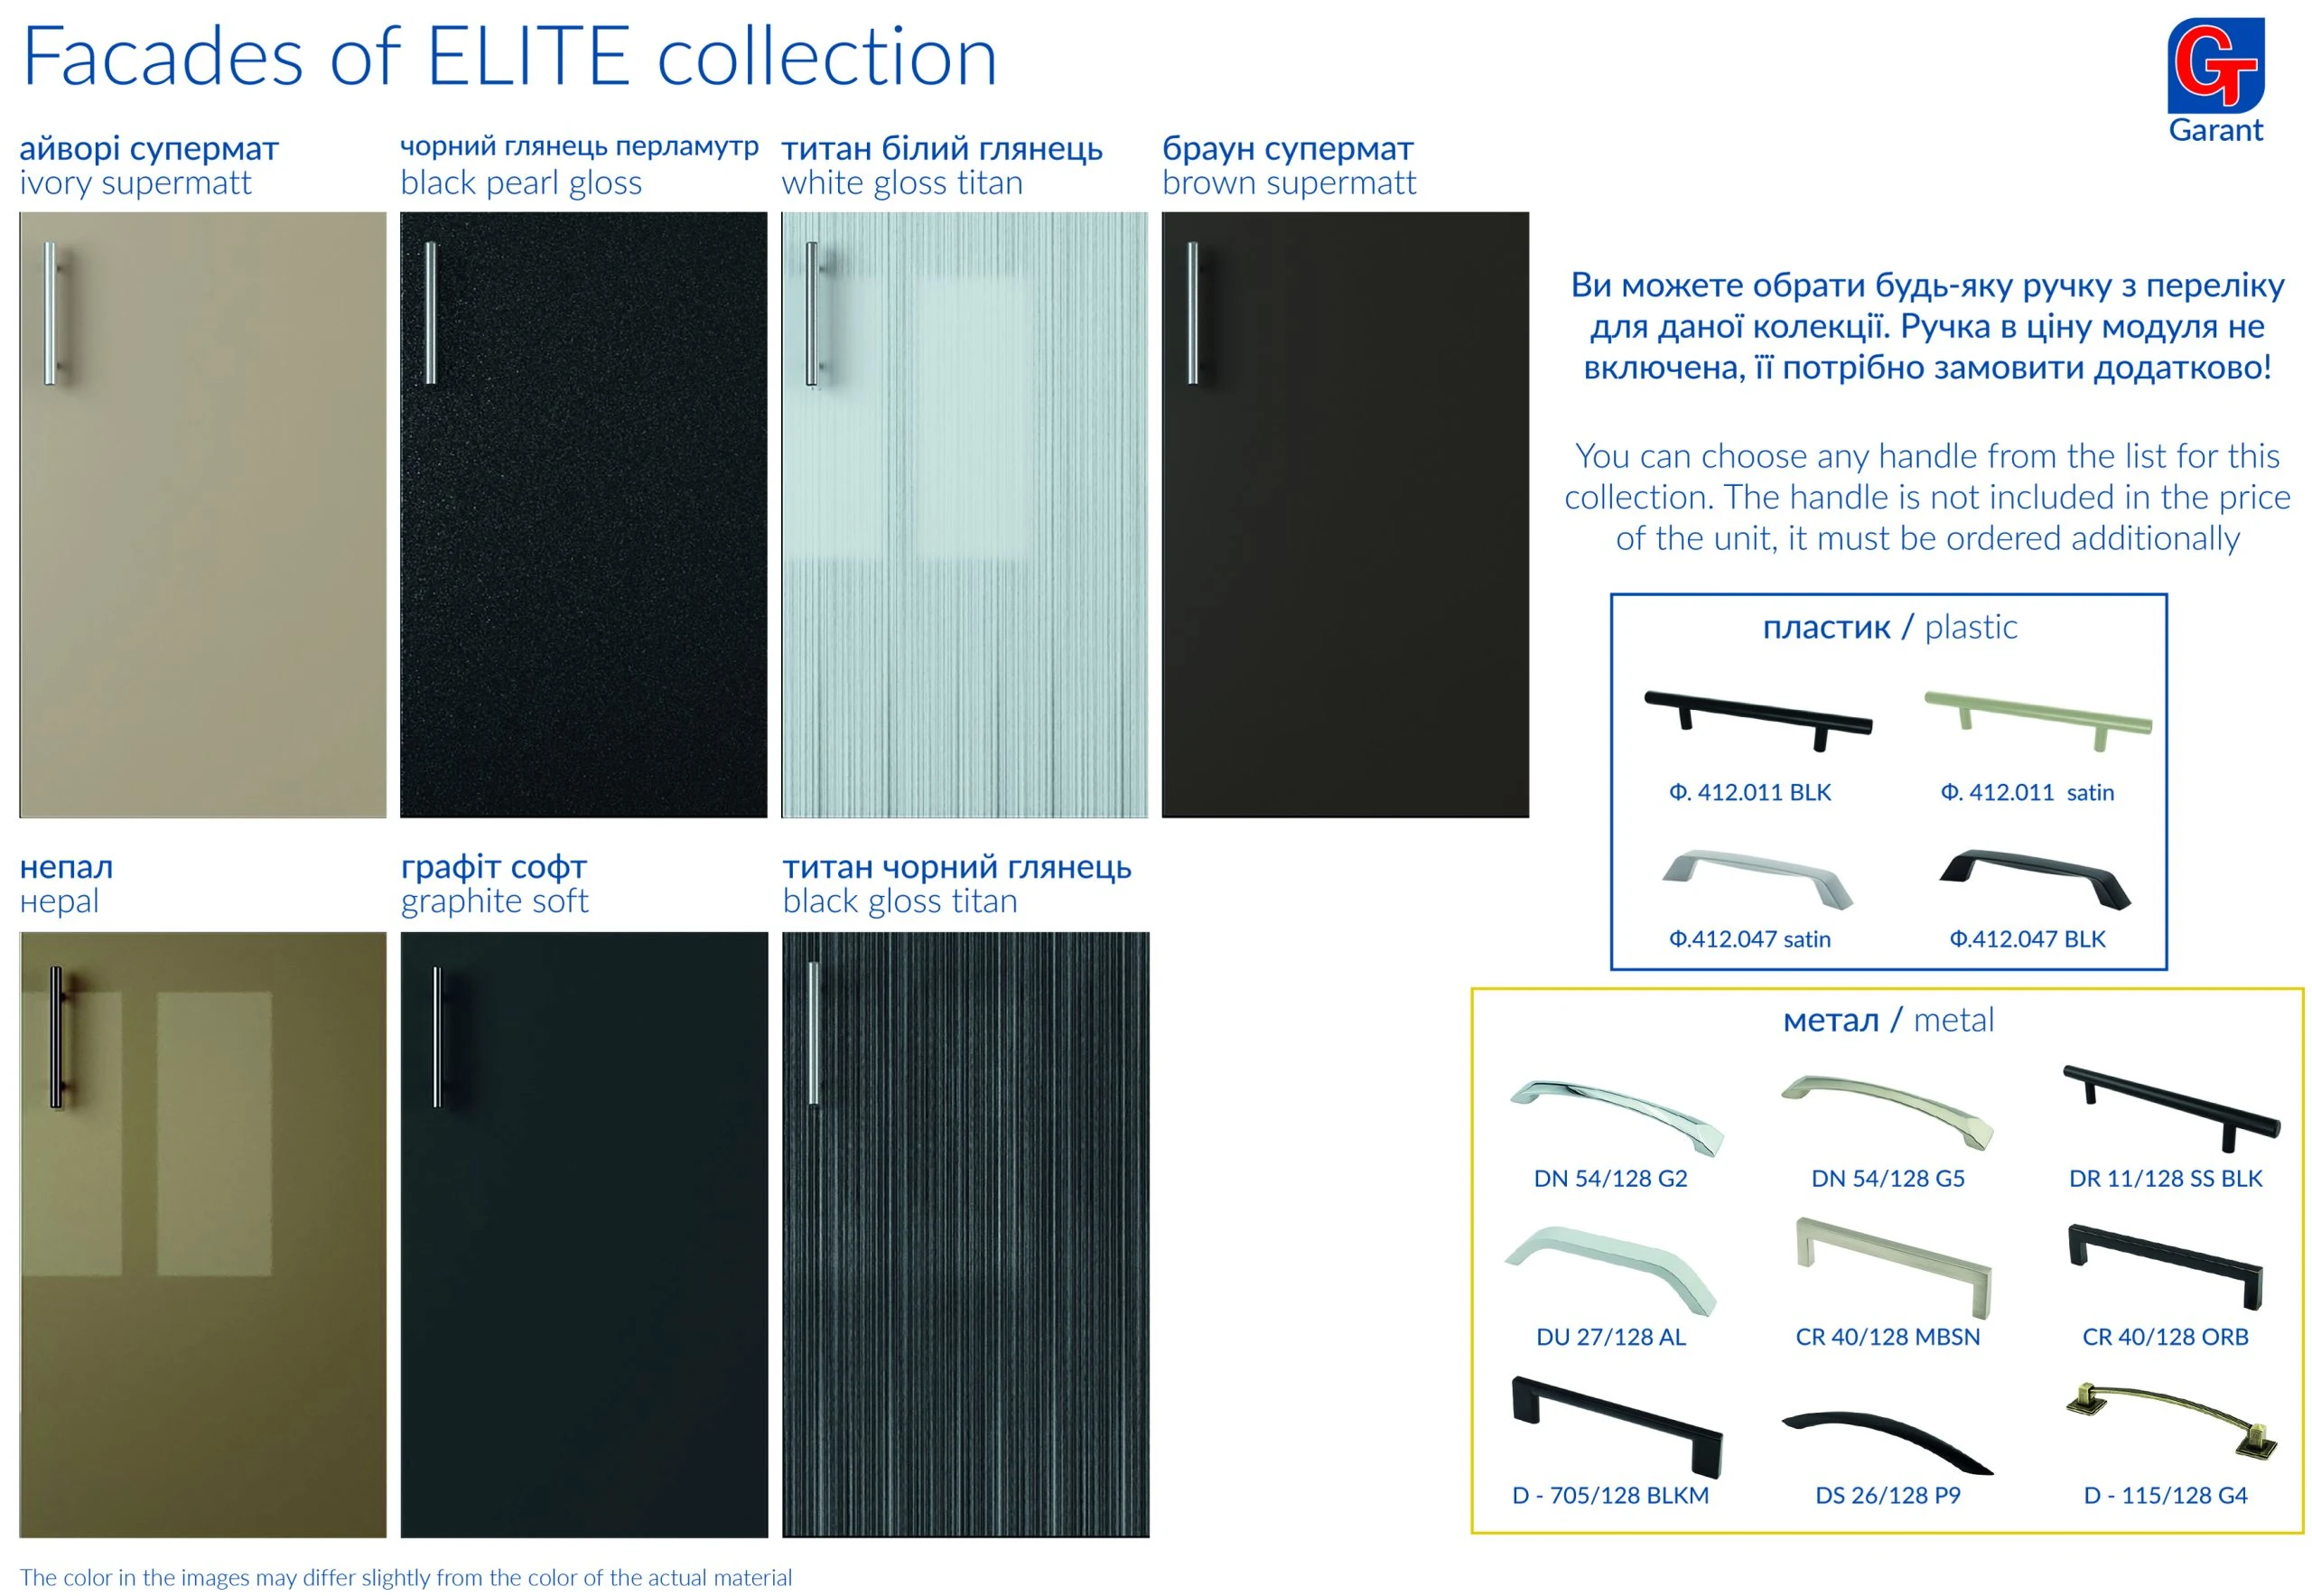 Facades of ELITE collection
GT
Garant
айворі супермат
ivory supermatt
чорний глянець перламутр
black pearl gloss
титан білий глянець
white gloss titan
браун супермат
brown supermatt
Ви можете обрати будь-яку ручку з переліку
для даної колекції. Ручка в ціну модуля не
включена, її потрібно замовити додатково!
You can choose any handle from the list for this
collection. The handle is not included in the price
of the unit, it must be ordered additionally
пластик / plastic
Ф. 412.011 BLK
Ф. 412.011 satin
Ф.412.047 satin
Ф.412.047 BLK
непал
нepal
графіт софт
graphite soft
титан чорний глянець
black gloss titan
метал / metal
DN 54/128 G2
DN 54/128 G5
DR 11/128 SS BLK
DU 27/128 AL
CR 40/128 MBSN
CR 40/128 ORB
D - 705/128 BLKM
DS 26/128 P9
D - 115/128 G4
The color in the images may differ slightly from the color of the actual material